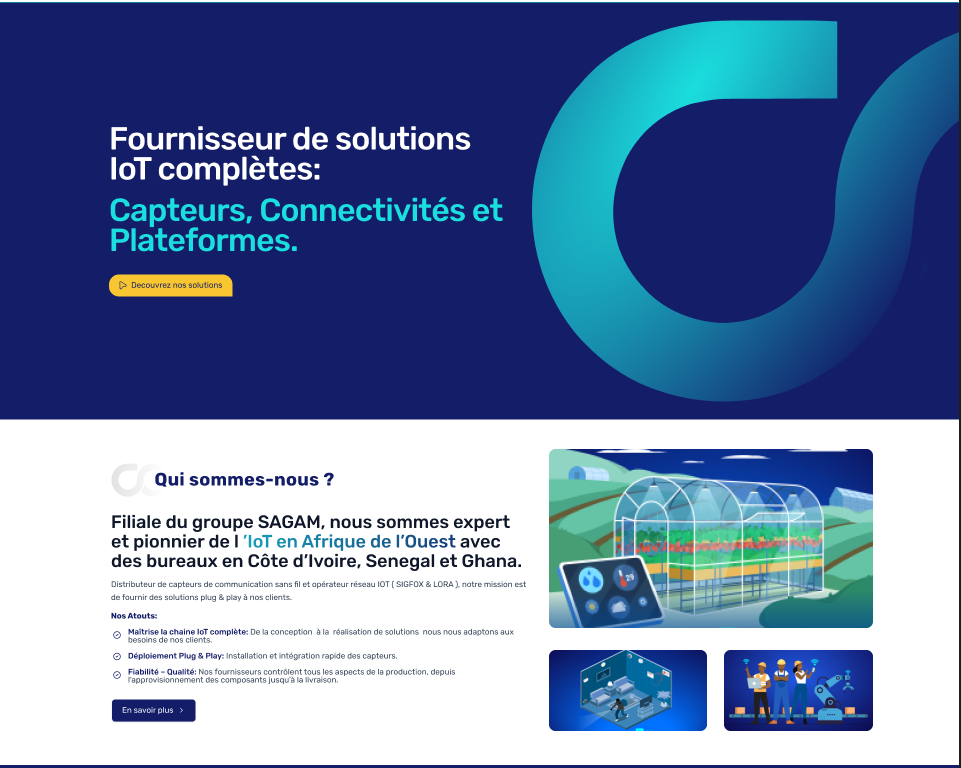 Fournisseur de solutions
IoT complètes:
Capteurs, Connectivités et
Plateformes.
Decouvrez nos solutions
Qui sommes-nous ?
Filiale du groupe SAGAM, nous sommes expert
et pionnier de l ’IoT en Afrique de l’Ouest avec
des bureaux en Côte d’Ivoire, Senegal et Ghana.
Distributeur de capteurs de communication sans fil et opérateur réseau IOT ( SIGFOX & LORA ), notre mission est
de fournir des solutions plug & play à nos clients.
Nos Atouts:
Maîtrise la chaine IoT complète: De la conception à la réalisation de solutions nous nous adaptons aux
besoins de nos clients.
Déploiement Plug & Play: Installation et intégration rapide des capteurs.
Fiabilité – Qualité: Nos fournisseurs contrôlent tous les aspects de la production, depuis
l’approvisionnement des composants jusqu’à la livraison.
En savoir plus
29